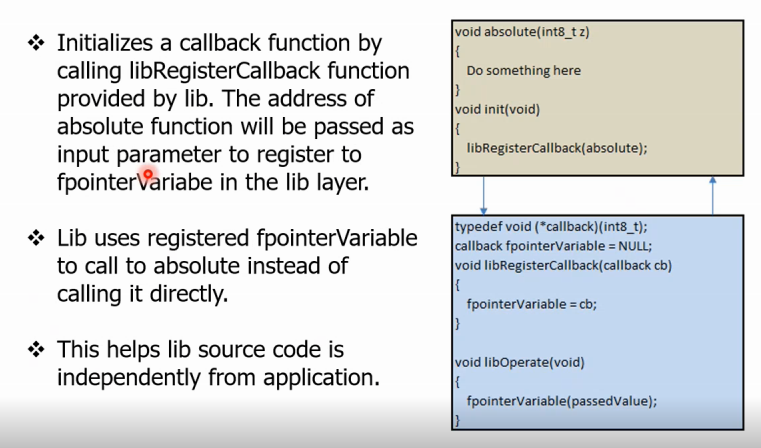 ❖ Initializes a callback function by
calling libRegisterCallback function
provided by lib. The address of
absolute function will be passed as
input parameter to register to
fpointerVariabe in the lib layer.
❖ Lib uses registered fpointerVariable
to call to absolute instead of
calling it directly.
❖ This helps lib source code is
independently from application.
void absolute(int8_t z)
{
Do something here
}
void init(void)
{
libRegisterCallback(absolute);
}
typedef void (*callback)(int8_t);
callback fpointerVariable = NULL;
void libRegisterCallback(callback cb)
{
fpointerVariable = cb;
}
void libOperate(void)
{
fpointerVariable(passedValue);
}